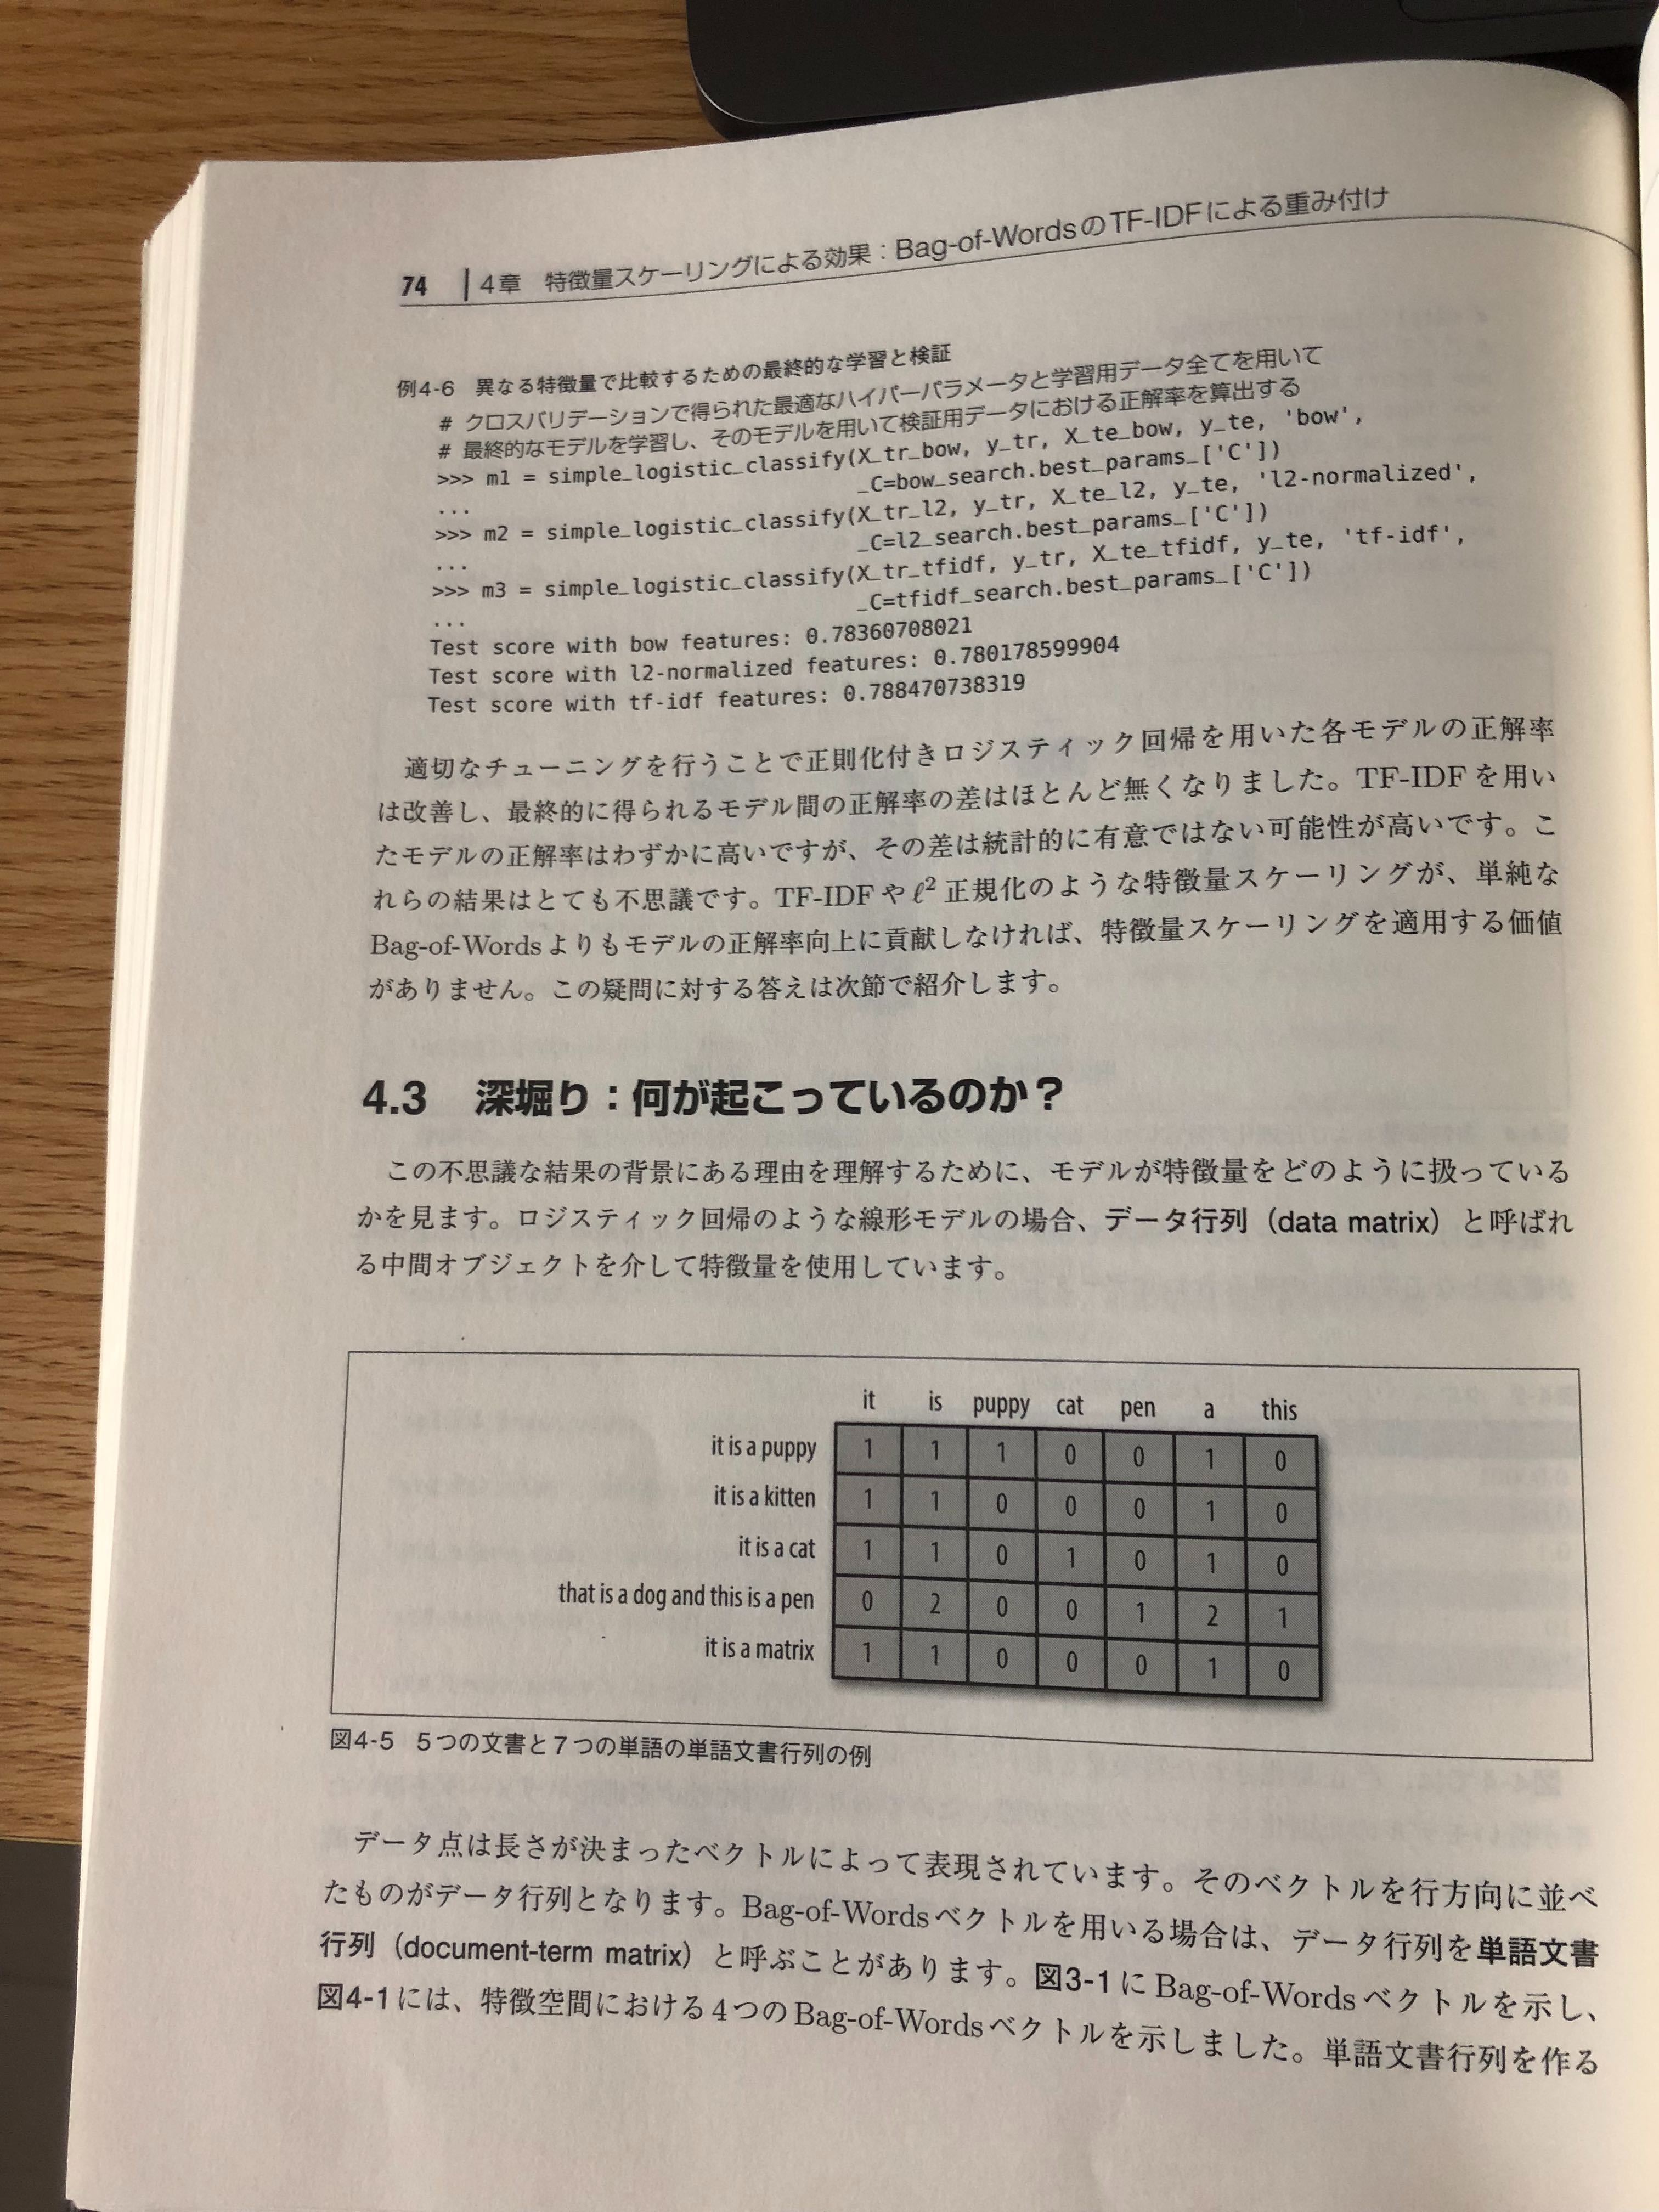 74 4章 特徴量スケーリングによる効果：Bag-of-WordsのTF-IDFによる重み付け
例4-6 異なる特徴量で比較するための最終的な学習と検証
# クロスバリデーションで得られた最適なハイパーパラメータと学習用データ全てを用いて
# 最終的なモデルを学習し、そのモデルを用いて検証用データにおける正解率を算出する
>>> m1 = simple_logistic_classify(X_tr_bow, y_tr, X_te_bow, y_te, 'bow',
... _C=bow_search.best_params_['C'])
>>> m2 = simple_logistic_classify(X_tr_l2, y_tr, X_te_l2, y_te, 'l2-normalized',
... _C=l2_search.best_params_['C'])
>>> m3 = simple_logistic_classify(X_tr_tfidf, y_tr, X_te_tfidf, y_te, 'tf-idf',
... _C=tfidf_search.best_params_['C'])
Test score with bow features: 0.78360708021
Test score with l2-normalized features: 0.780178599904
Test score with tf-idf features: 0.788470738319
適切なチューニングを行うことで正則化付きロジスティック回帰を用いた各モデルの正解率
は改善し、最終的に得られるモデル間の正解率の差はほとんど無くなりました。TF-IDFを用い
たモデルの正解率はわずかに高いですが、その差は統計的に有意ではない可能性が高いです。こ
れらの結果はとても不思議です。TF-IDFやℓ²正規化のような特徴量スケーリングが、単純な
Bag-of-Wordsよりもモデルの正解率向上に貢献しなければ、特徴量スケーリングを適用する価値
がありません。この疑問に対する答えは次節で紹介します。
4.3 深堀り：何が起こっているのか？
この不思議な結果の背景にある理由を理解するために、モデルが特徴量をどのように扱っている
かを見ます。ロジスティック回帰のような線形モデルの場合、データ行列（data matrix）と呼ばれ
る中間オブジェクトを介して特徴量を使用しています。
it is puppy cat pen a this
it is a puppy 1 1 1 0 0 1 0
it is a kitten 1 1 0 0 0 1 0
it is a cat 1 1 0 1 0 1 0
that is a dog and this is a pen 0 2 0 0 1 2 1
it is a matrix 1 1 0 0 0 1 0
図4-5 5つの文書と7つの単語の単語文書行列の例
データ点は長さが決まったベクトルによって表現されています。そのベクトルを行方向に並べ
たものがデータ行列となります。Bag-of-Wordsベクトルを用いる場合は、データ行列を単語文書
行列（document-term matrix）と呼ぶことがあります。図3-1にBag-of-Wordsベクトルを示し、
図4-1には、特徴空間における4つのBag-of-Wordsベクトルを示しました。単語文書行列を作る